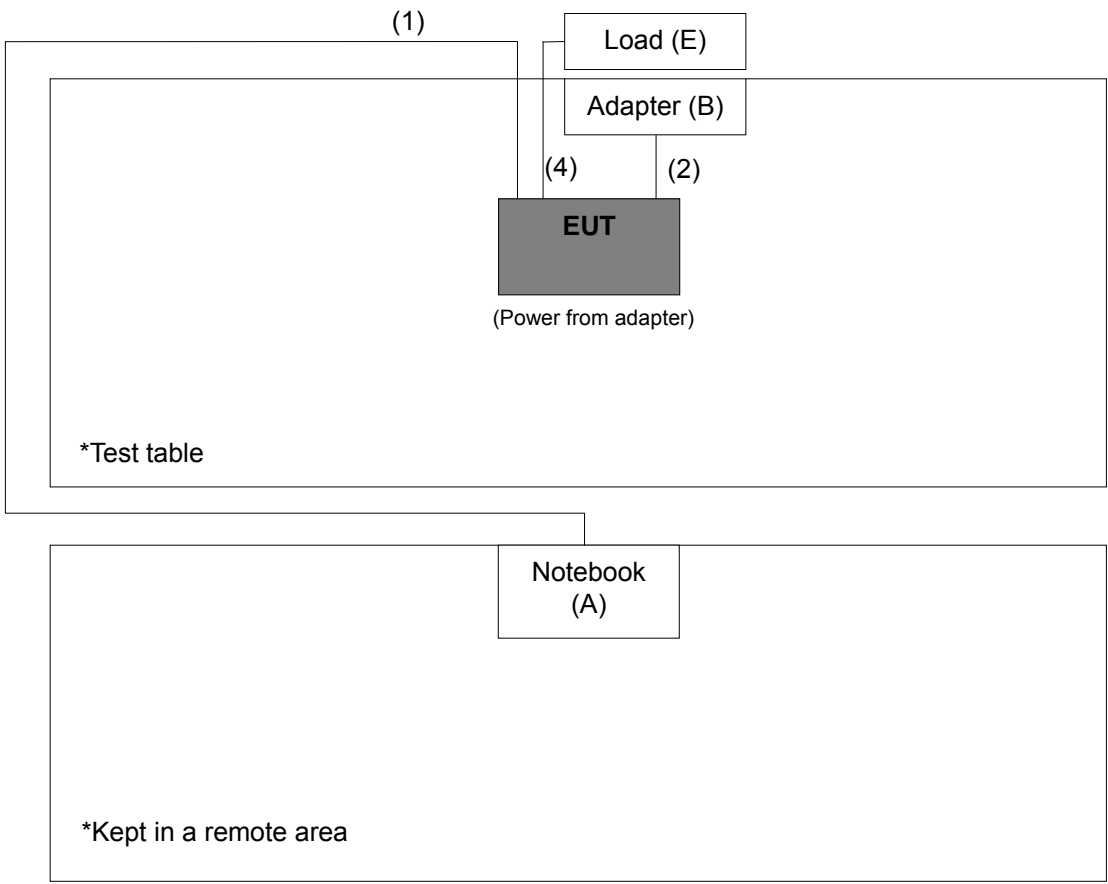 (1)
Load (E)
Adapter (B)
(4)
(2)
EUT
(Power from adapter)
*Test table
Notebook
(A)
*Kept in a remote area